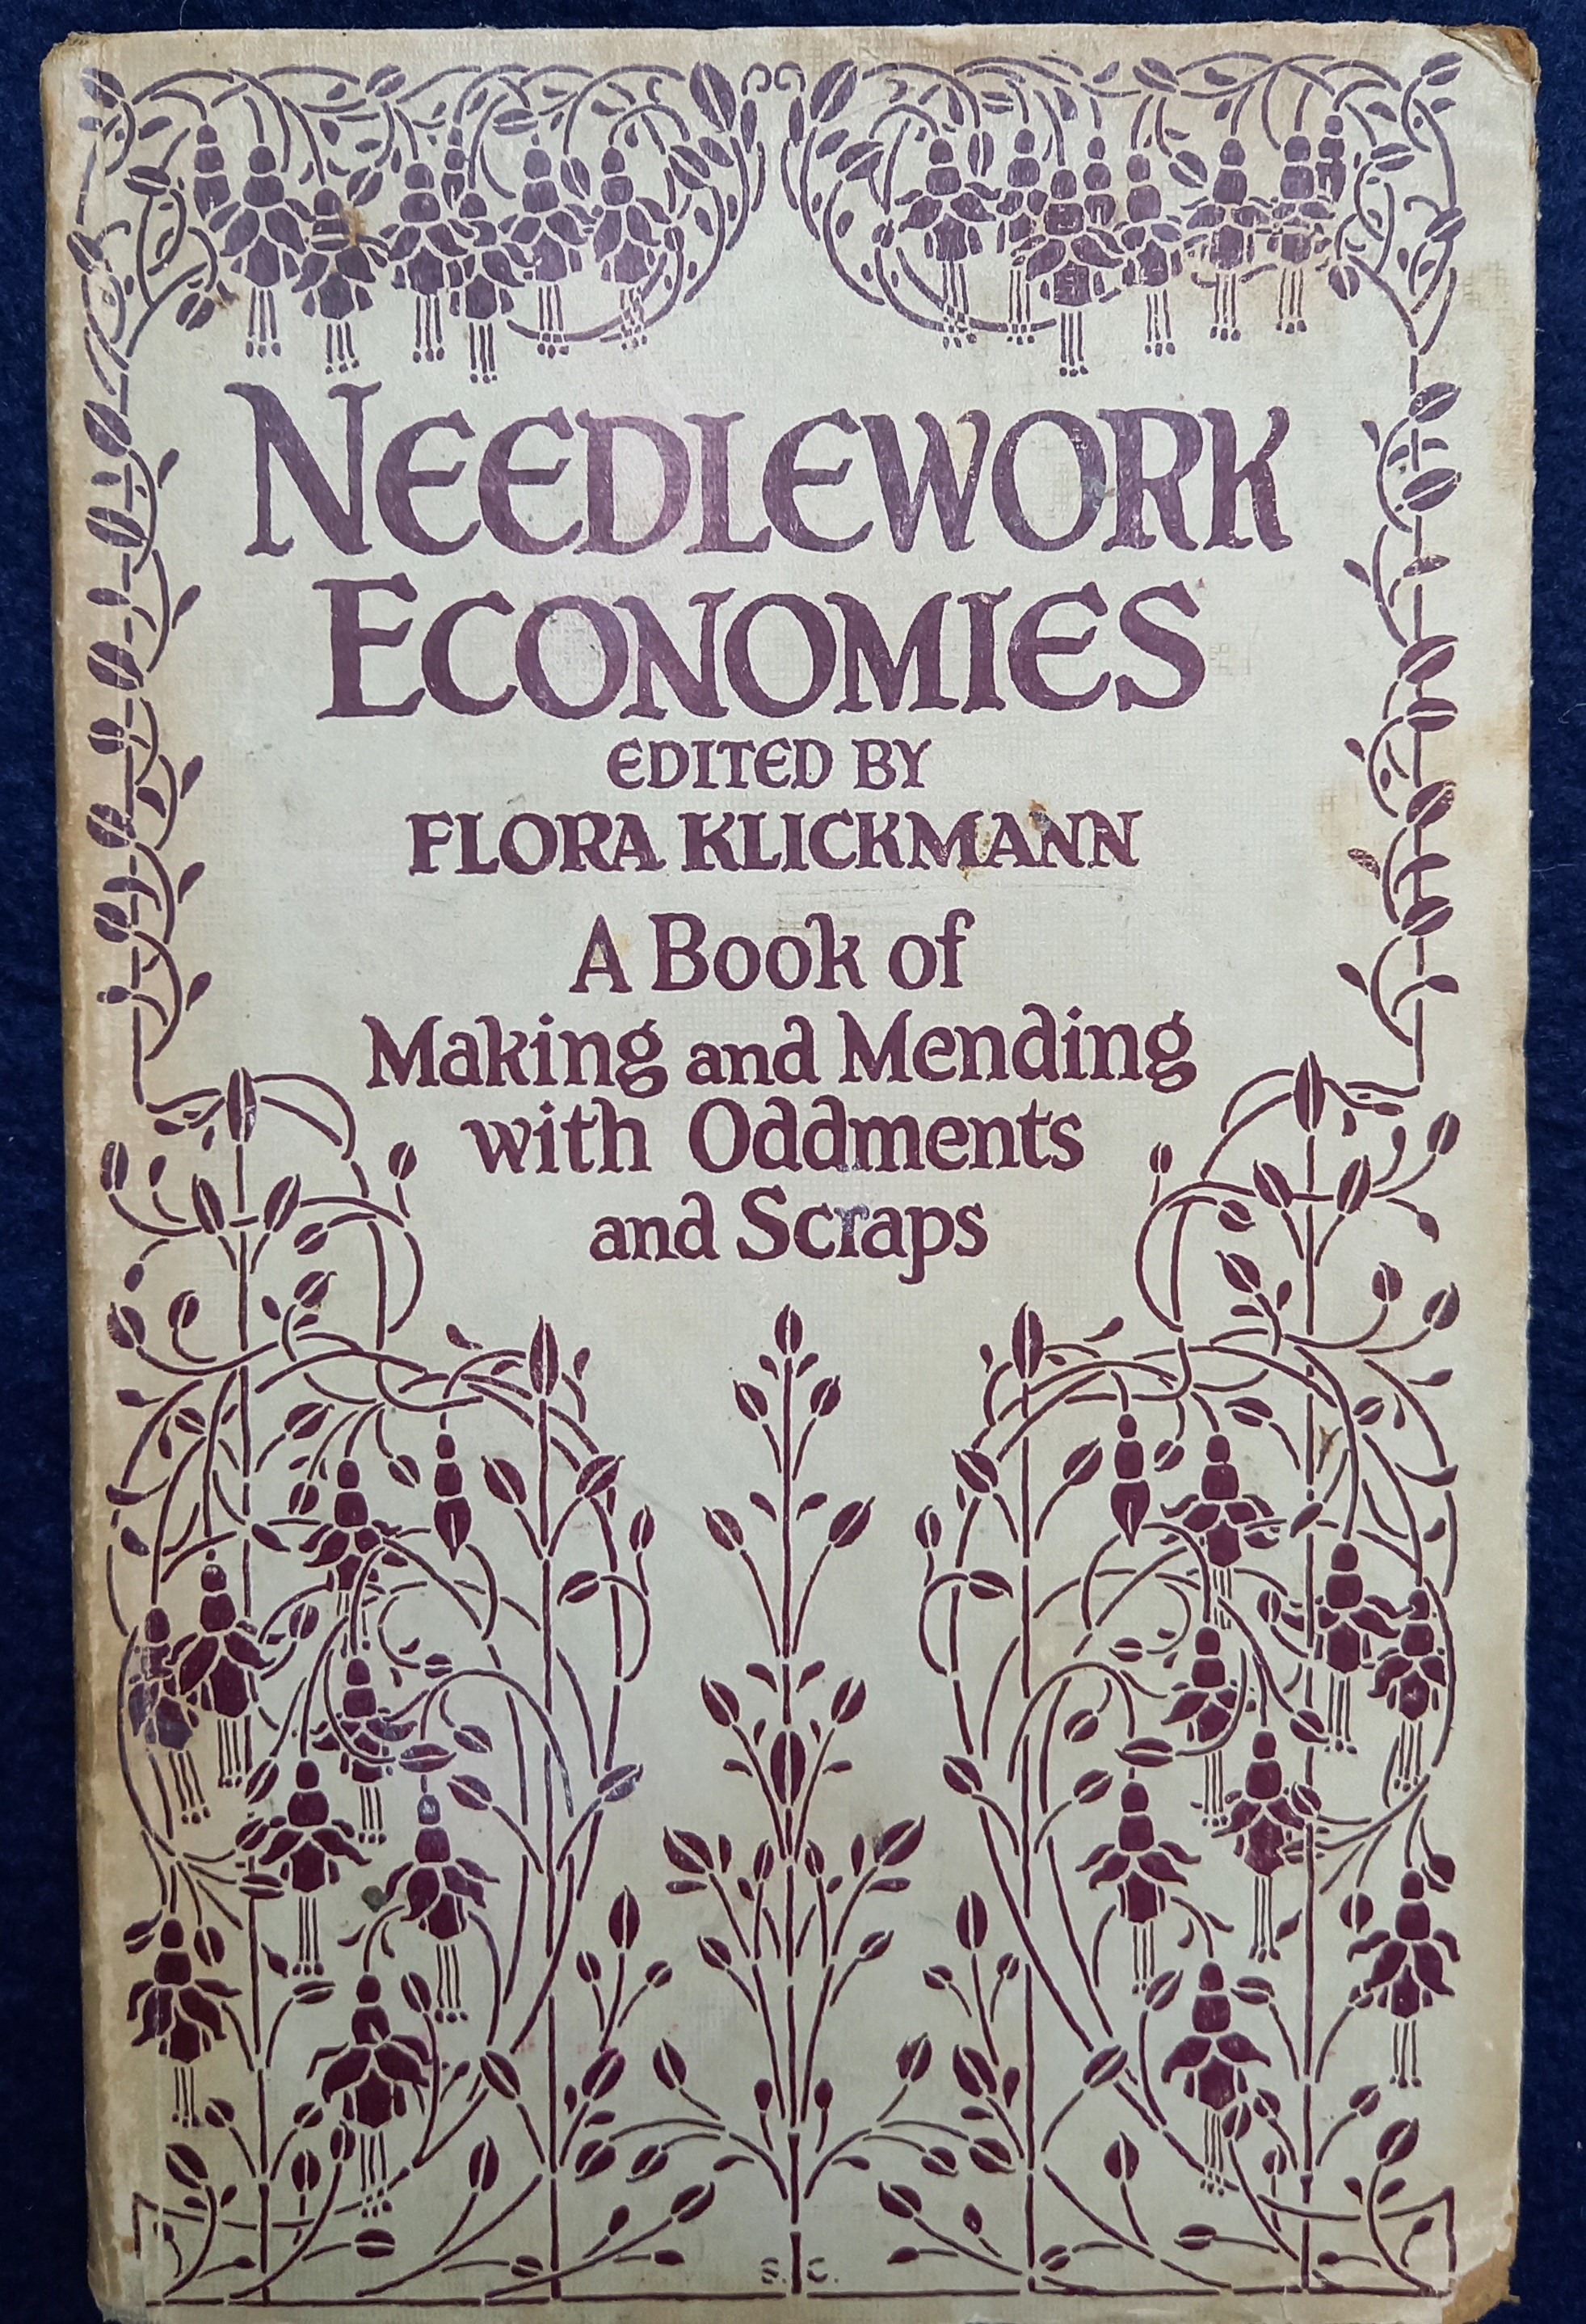 NEEDLEWORK
ECONOMIES
EDITED BY
FLORA KLICKMANN
A Book of
Making and Mending
with Oddments
and Scraps
S. C.